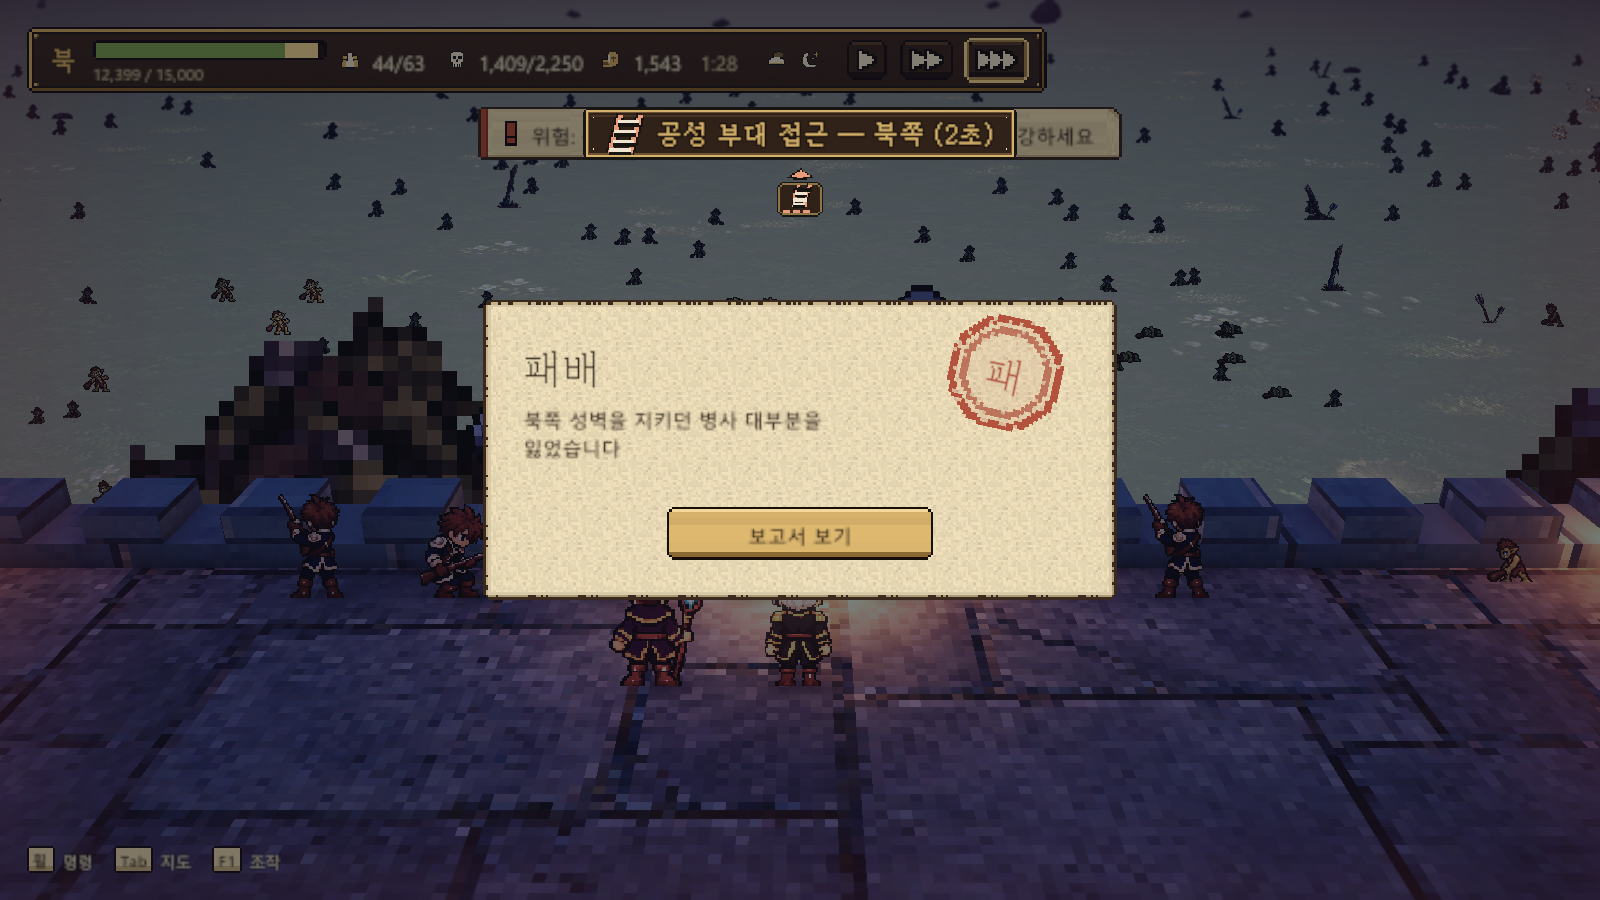 북
12,399 / 15,000
44/63
1,409/2,250
1,543
1:28
위험:
공성 부대 접근 — 북쪽 (2초)
강하세요
패배
패
북쪽 성벽을 지키던 병사 대부분을
잃었습니다
보고서 보기
휠 명령
Tab 지도
F1 조작